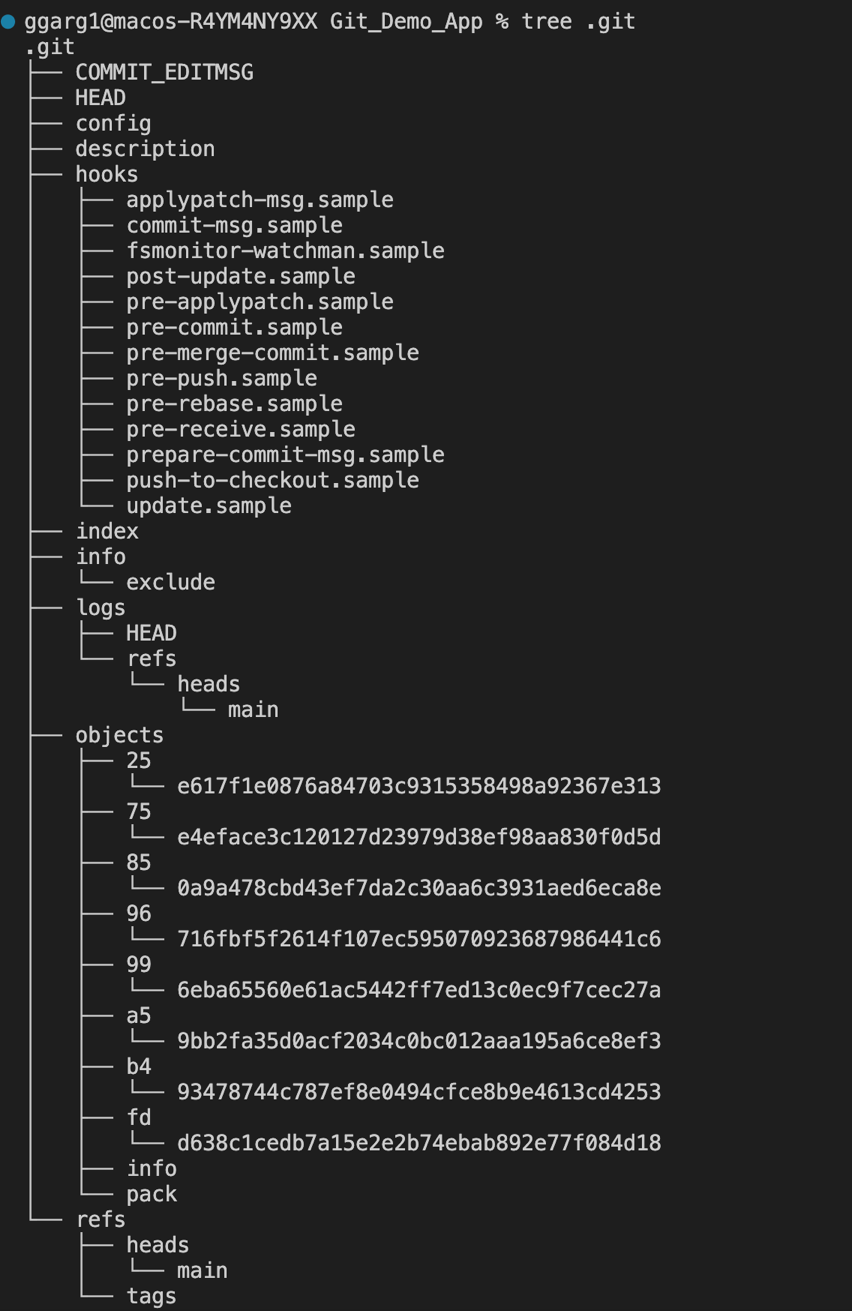 ggarg1@macos-R4YM4NY9XX Git_Demo_App % tree .git
.git
├── COMMIT_EDITMSG
├── HEAD
├── config
├── description
├── hooks
│   ├── applypatch-msg.sample
│   ├── commit-msg.sample
│   ├── fsmonitor-watchman.sample
│   ├── post-update.sample
│   ├── pre-applypatch.sample
│   ├── pre-commit.sample
│   ├── pre-merge-commit.sample
│   ├── pre-push.sample
│   ├── pre-rebase.sample
│   ├── pre-receive.sample
│   ├── prepare-commit-msg.sample
│   ├── push-to-checkout.sample
│   └── update.sample
├── index
├── info
│   └── exclude
├── logs
│   ├── HEAD
│   └── refs
│       └── heads
│           └── main
├── objects
│   ├── 25
│   │   └── e617f1e0876a84703c9315358498a92367e313
│   ├── 75
│   │   └── e4eface3c120127d23979d38ef98aa830f0d5d
│   ├── 85
│   │   └── 0a9a478cbd43ef7da2c30aa6c3931aed6eca8e
│   ├── 96
│   │   └── 716fbf5f2614f107ec595070923687986441c6
│   ├── 99
│   │   └── 6eba65560e61ac5442ff7ed13c0ec9f7cec27a
│   ├── a5
│   │   └── 9bb2fa35d0acf2034c0bc012aaa195a6ce8ef3
│   ├── b4
│   │   └── 93478744c787ef8e0494cfce8b9e4613cd4253
│   ├── fd
│   │   └── d638c1cedb7a15e2e2b74ebab892e77f084d18
│   ├── info
│   └── pack
└── refs
    ├── heads
    │   └── main
    └── tags